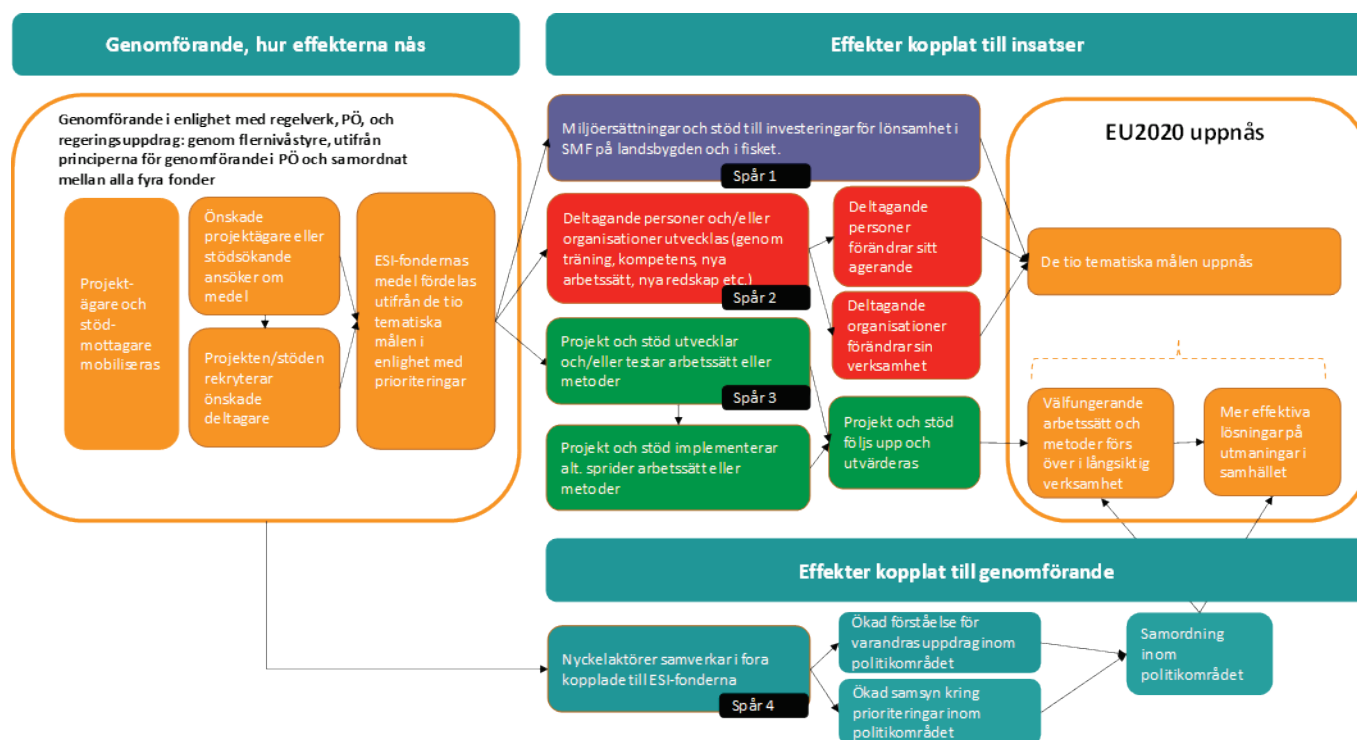 Genomförande, hur effekterna nås
Effekter kopplat till insatser
Genomförande i enlighet med regelverk, PÖ, och
regeringsuppdrag: genom flernivåstyre, utifrån
principerna för genomförande i PÖ och samordnat
mellan alla fyra fonder
Projekt-
ägare och
stöd-
mottagare
mobiliseras
Önskade
projektägare eller
stödsökande
ansöker om
medel
Projekten/stöden
rekryterar
önskade
deltagare
ESI-fondernas
medel fördelas
utifrån de tio
tematiska
målen i
enlighet med
prioriteringar
Miljöersättningar och stöd till investeringar för lönsamhet i
SMF på landsbygden och i fisket.
Spår 1
Deltagande personer och/eller
organisationer utvecklas (genom
träning, kompetens, nya
arbetssätt, nya redskap etc.)
Spår 2
Deltagande
personer
förändrar sitt
agerande
Deltagande
organisationer
förändrar sin
verksamhet
Projekt och stöd utvecklar
och/eller testar arbetssätt eller
metoder
Spår 3
Projekt och stöd implementerar
alt. sprider arbetssätt eller
metoder
Projekt och stöd
följs upp och
utvärderas
EU2020 uppnås
De tio tematiska målen uppnås
Välfungerande
arbetssätt och
metoder förs
över i långsiktig
verksamhet
Mer effektiva
lösningar på
utmaningar i
samhället
Effekter kopplat till genomförande
Nyckelaktörer samverkar i fora
kopplade till ESI-fonderna
Spår 4
Ökad förståelse för
varandras uppdrag inom
politikområdet
Ökad samsyn kring
prioriteringar inom
politikområdet
Samordning
inom
politikområdet